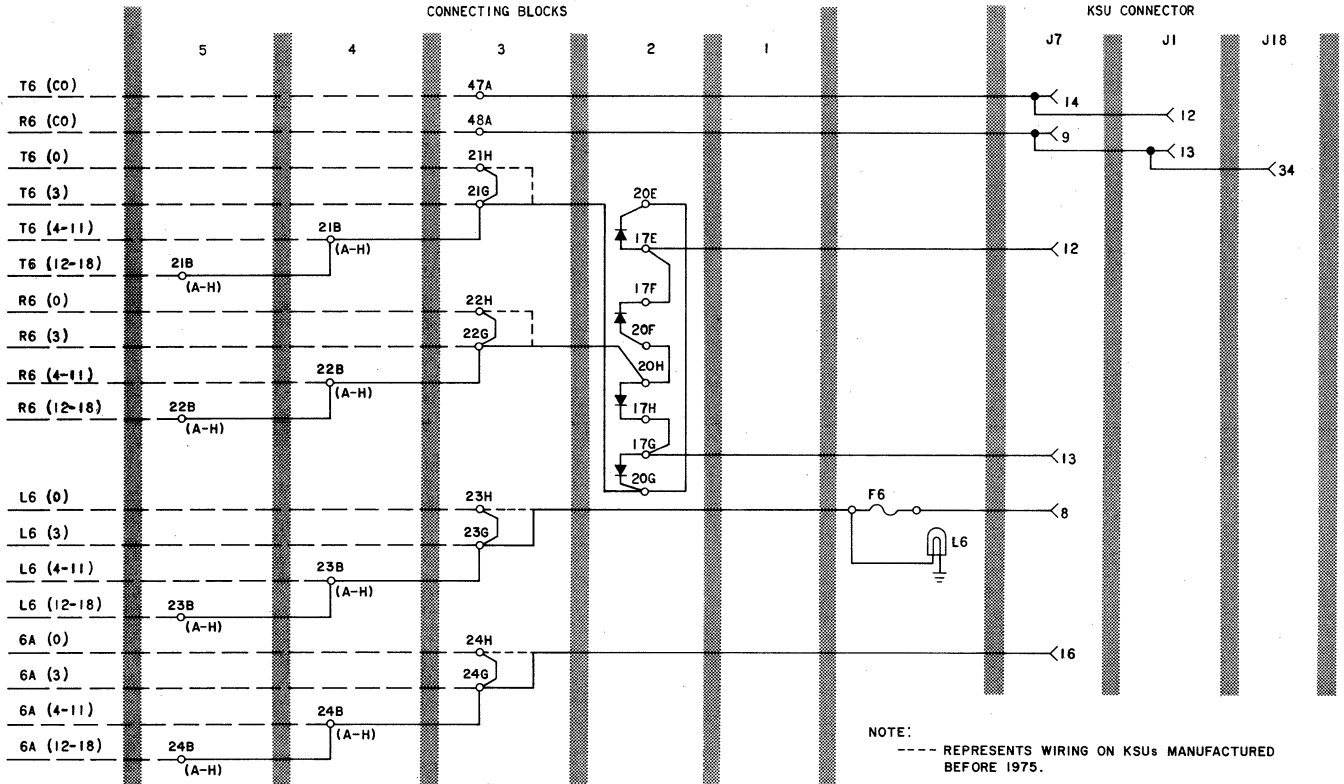 CONNECTING BLOCKS
KSU CONNECTOR
5 4 3 2 1 J7 J1 J18
T6 (CO) 47A 14
12
R6 (CO) 48A 9
13
T6 (0) 21H 34
T6 (3) 21G 20E
T6 (4-11) 21B (A-H) 17E 12
T6 (12-18) 21B (A-H)
R6 (0) 22H 17F
R6 (3) 22G 20F
20H
R6 (4-11) 22B (A-H)
R6 (12-18) 22B (A-H) 17H
17G 13
20G
L6 (0) 23H F6 8
L6 (3) 23G L6
L6 (4-11) 23B (A-H)
L6 (12-18) 23B (A-H)
6A (0) 24H 16
6A (3) 24G
6A (4-11) 24B (A-H)
6A (12-18) 24B (A-H)
NOTE:
---- REPRESENTS WIRING ON KSUs MANUFACTURED
BEFORE 1975.